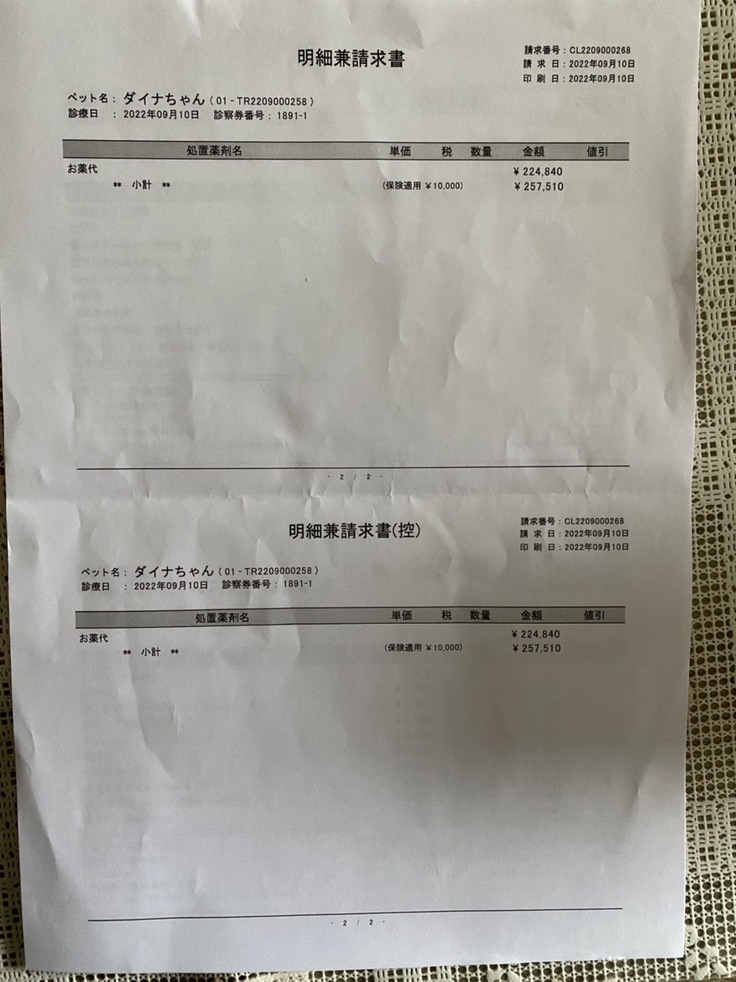 明細兼請求書
請求番号：CL2209000268
請 求 日：2022年09月10日
印 刷 日：2022年09月10日
ペット名： ダイナちゃん（01－TR2209000258）
診療日 ：2022年09月10日 診察券番号：1891-1
処置薬剤名 単価 税 数量 金額 値引
お薬代 ￥224,840
** 小計 ** （保険適用 ￥10,000） ￥257,510
- 2 / 2 -
明細兼請求書(控)
請求番号：CL2209000268
請 求 日：2022年09月10日
印 刷 日：2022年09月10日
ペット名： ダイナちゃん（01－TR2209000258）
診療日 ：2022年09月10日 診察券番号：1891-1
処置薬剤名 単価 税 数量 金額 値引
お薬代 ￥224,840
** 小計 ** （保険適用 ￥10,000） ￥257,510
- 2 / 2 -